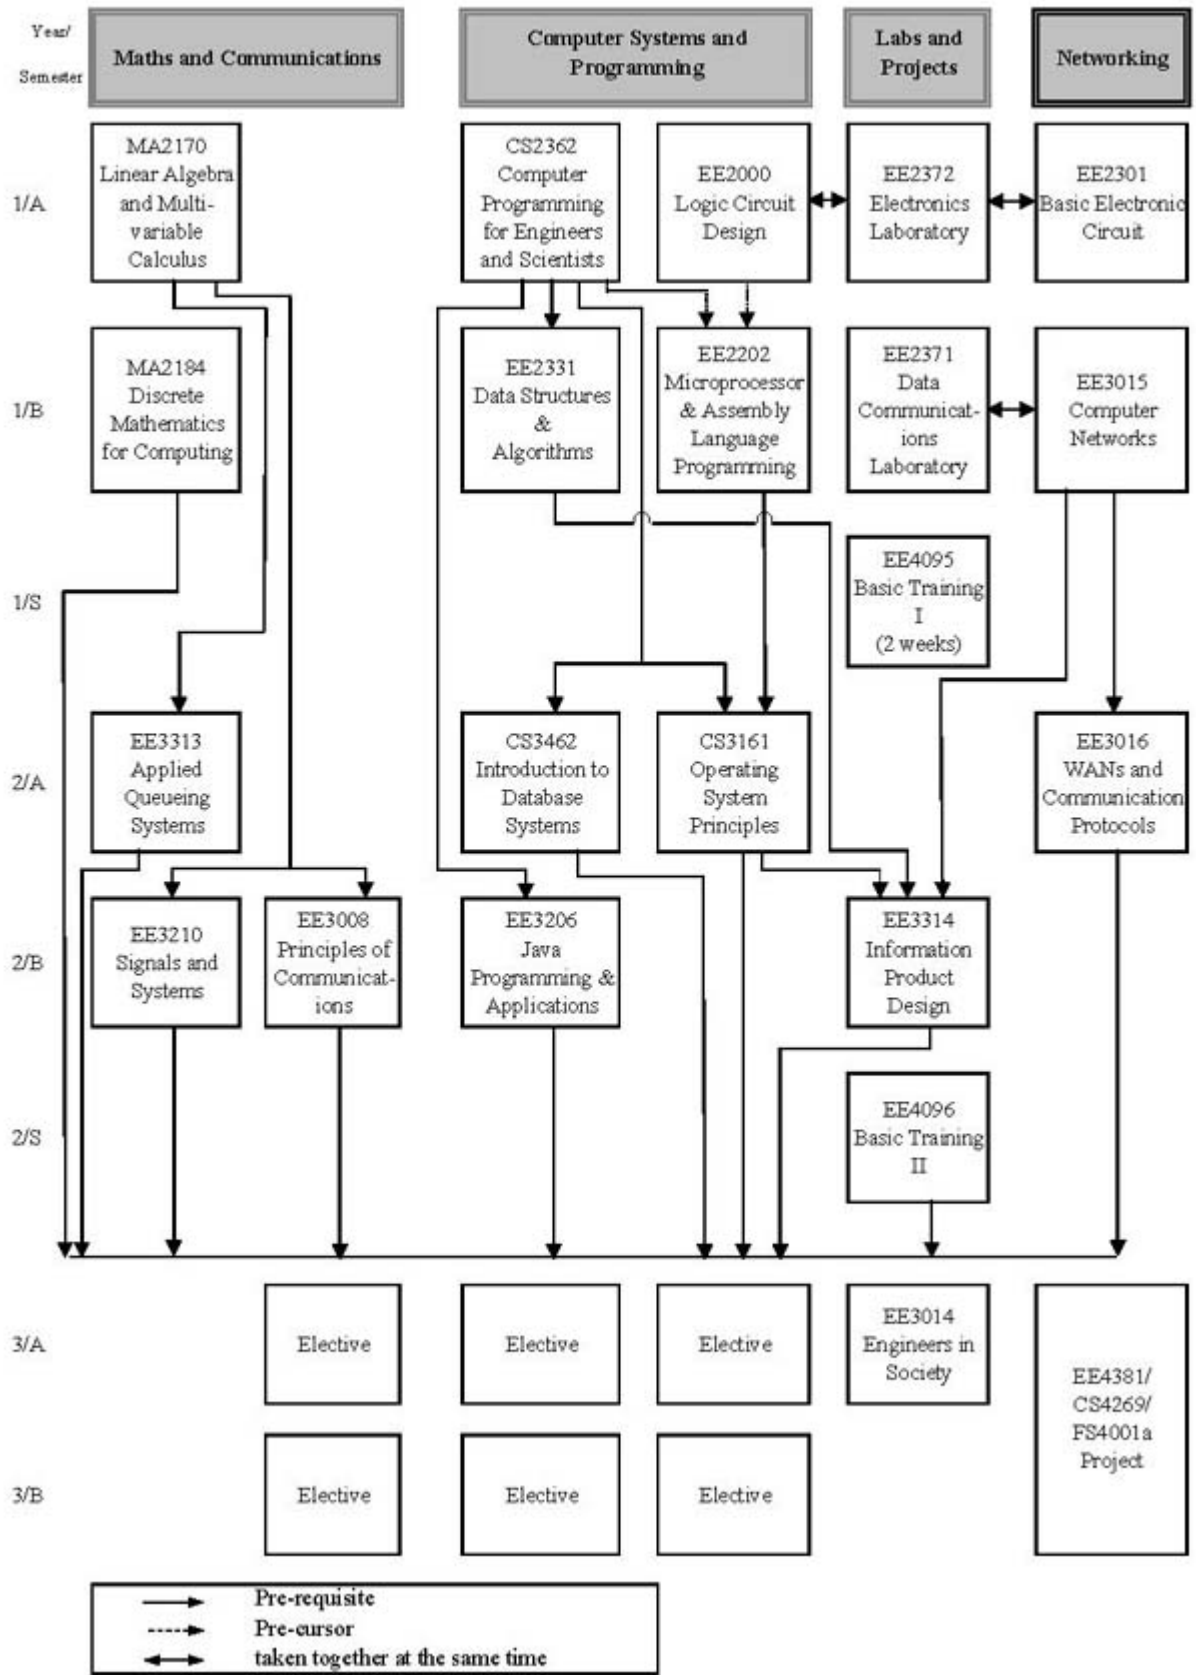 Year/
Semester
Maths and Communications
Computer Systems and
Programming
Labs and
Projects
Networking
1/A
MA2170
Linear Algebra
and Multi-
variable
Calculus
CS2362
Computer
Programming
for Engineers
and Scientists
EE2000
Logic Circuit
Design
EE2372
Electronics
Laboratory
EE2301
Basic Electronic
Circuit
1/B
MA2184
Discrete
Mathematics
for Computing
EE2331
Data Structures
&
Algorithms
EE2202
Microprocessor
& Assembly
Language
Programming
EE2371
Data
Communicat-
ions
Laboratory
EE3015
Computer
Networks
1/S
EE4095
Basic Training
I
(2 weeks)
2/A
EE3313
Applied
Queueing
Systems
CS3462
Introduction to
Database
Systems
CS3161
Operating
System
Principles
EE3016
WANs and
Communication
Protocols
2/B
EE3210
Signals and
Systems
EE3008
Principles of
Communicat-
ions
EE3206
Java
Programming &
Applications
EE3314
Information
Product
Design
2/S
EE4096
Basic Training
II
3/A
Elective
Elective
Elective
EE3014
Engineers in
Society
EE4381/
CS4269/
FS4001a
Project
3/B
Elective
Elective
Elective
Pre-requisite
Pre-cursor
taken together at the same time